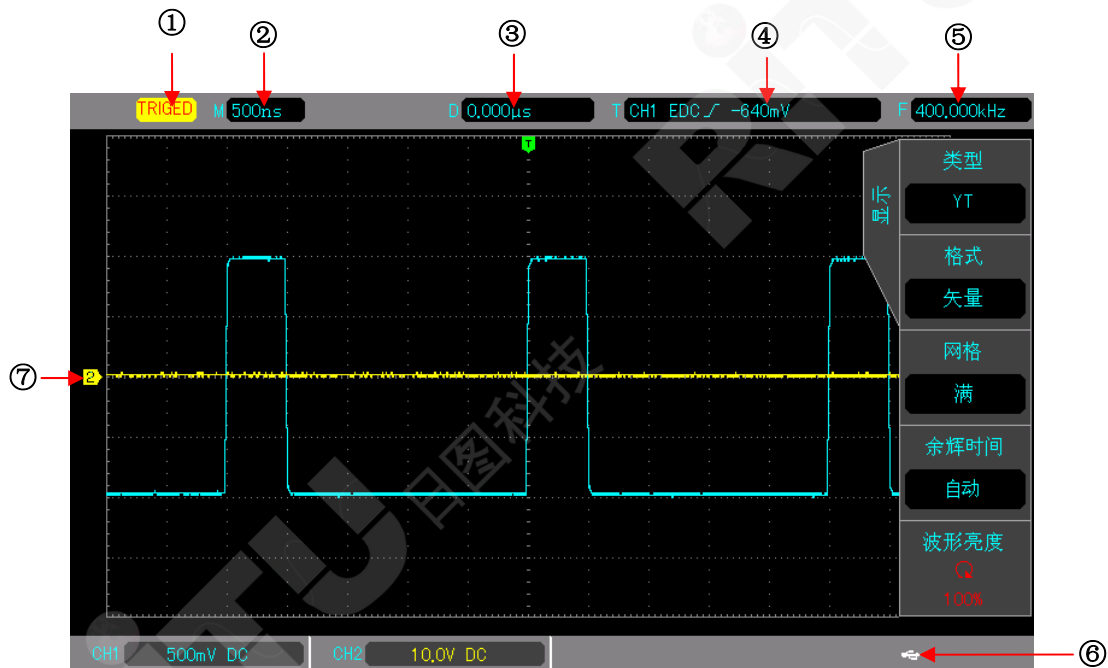 ① ② ③ ④ ⑤
TRIGED M 500ns D 0.000μs T CH1 EDC -640mV F 400.000kHz
T
显示
类型
YT
格式
矢量
网格
满
余辉时间
自动
波形亮度
100%
⑦ 2
CH1 500mV DC CH2 10.0V DC
⑥
RITU
日图科技